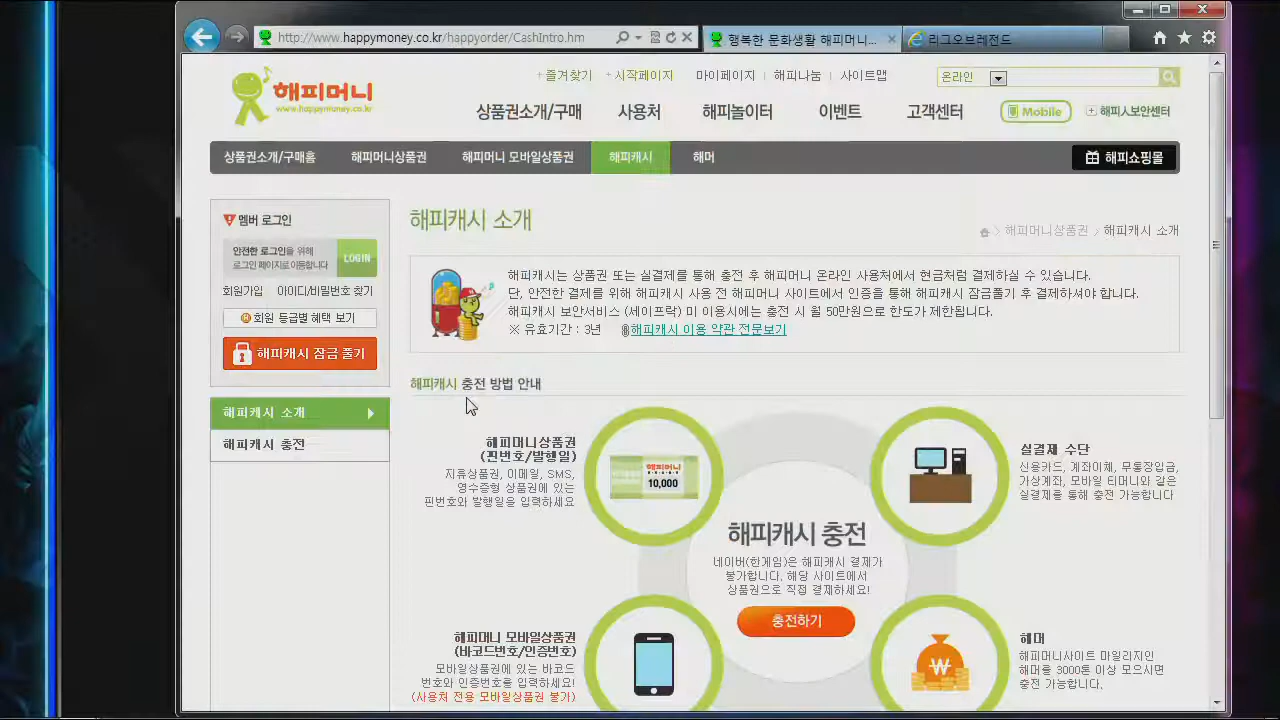 http://www.happymoney.co.kr/happyorder/CashIntro.hm
행복한 문화생활 해피머니...
리그오브레전드
해피머니
www.happymoney.co.kr
+ 즐겨찾기 + 시작페이지 마이페이지 해피나눔 사이트맵
온라인
상품권소개/구매 사용처 해피놀이터 이벤트 고객센터
Mobile
해피人보안센터
상품권소개/구매홈 해피머니상품권 해피머니 모바일상품권 해피캐시 해머
해피쇼핑몰
멤버 로그인
안전한 로그인을 위해
로그인 페이지로 이동합니다
LOGIN
회원가입 아이디/비밀번호 찾기
회원 등급별 혜택 보기
해피캐시 잠금 풀기
해피캐시 소개
해피캐시 충전
해피캐시 소개
해피머니상품권 > 해피캐시 소개
해피캐시는 상품권 또는 실결제를 통해 충전 후 해피머니 온라인 사용처에서 현금처럼 결제하실 수 있습니다.
단, 안전한 결제를 위해 해피캐시 사용 전 해피머니 사이트에서 인증을 통해 해피캐시 잠금풀기 후 결제하셔야 합니다.
해피캐시 보안서비스 (세이프락) 미 이용시에는 충전 시 월 50만원으로 한도가 제한됩니다.
※ 유효기간 : 3년 해피캐시 이용 약관 전문보기
해피캐시 충전 방법 안내
해피머니상품권
(핀번호/발행일)
지류상품권, 이메일, SMS,
영수증형 상품권에 있는
핀번호와 발행일을 입력하세요
해피머니
10,000
실결제 수단
신용카드, 계좌이체, 무통장입금,
가상계좌, 모바일 티머니와 같은
실결제를 통해 충전 가능합니다
해피캐시 충전
네이버(한게임)은 해피캐시 결제가
불가합니다. 해당 사이트에서
상품권으로 직접 결제하세요!
충전하기
해피머니 모바일상품권
(바코드번호/인증번호)
모바일상품권에 있는 바코드
번호와 인증번호을 입력하세요!
(사용처 전용 모바일상품권 불가)
₩
해머
해피머니사이트 마일리지인
해머를 3000톤 이상 모으시면
충전 가능합니다.